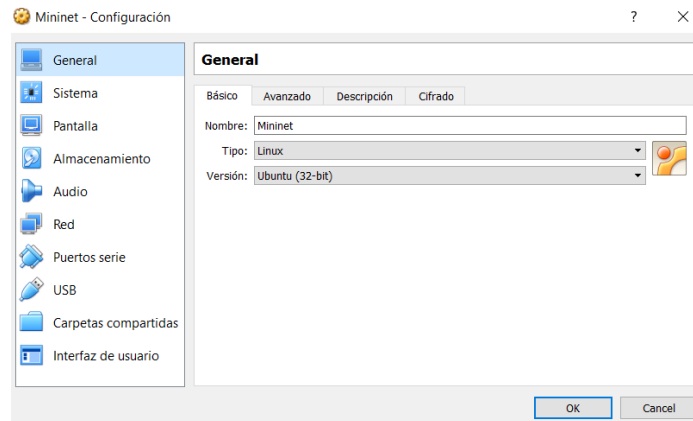 Mininet - Configuración
?
General
Sistema
Pantalla
Almacenamiento
Audio
Red
Puertos serie
USB
Carpetas compartidas
Interfaz de usuario
General
Básico Avanzado Descripción Cifrado
Nombre: Mininet
Tipo: Linux
Versión: Ubuntu (32-bit)
OK Cancel